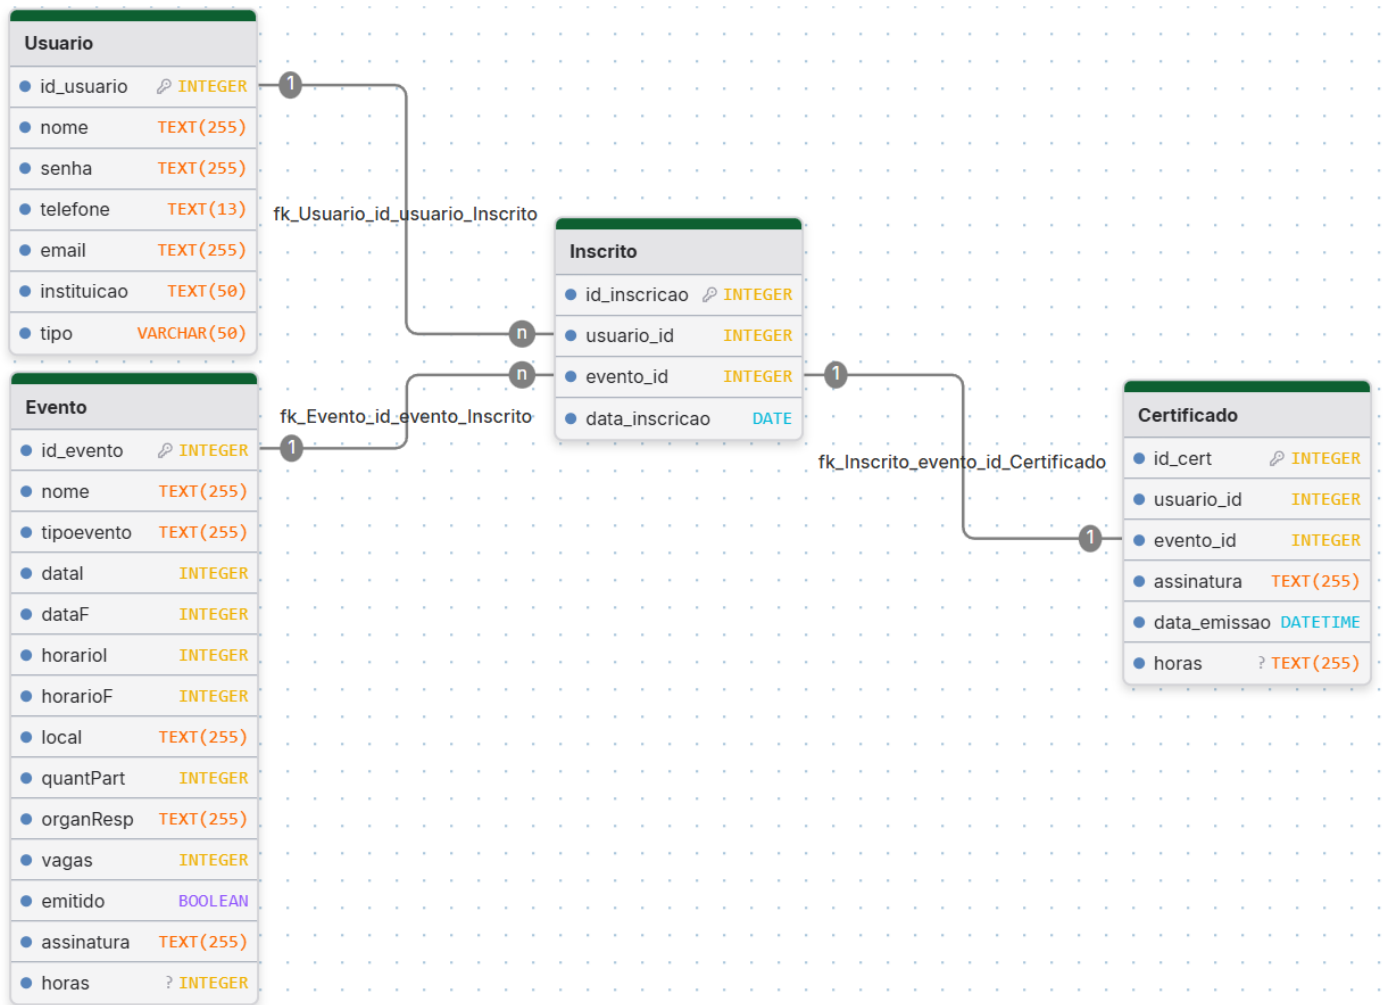 Usuario
id_usuario INTEGER
nome TEXT(255)
senha TEXT(255)
telefone TEXT(13)
email TEXT(255)
instituicao TEXT(50)
tipo VARCHAR(50)
1
fk_Usuario_id_usuario_Inscrito
n
Inscrito
id_inscricao INTEGER
usuario_id INTEGER
evento_id INTEGER
data_inscricao DATE
n
fk_Evento_id_evento_Inscrito
1
Evento
id_evento INTEGER
nome TEXT(255)
tipoevento TEXT(255)
dataI INTEGER
dataF INTEGER
horarioI INTEGER
horarioF INTEGER
local TEXT(255)
quantPart INTEGER
organResp TEXT(255)
vagas INTEGER
emitido BOOLEAN
assinatura TEXT(255)
horas ? INTEGER
1
fk_Inscrito_evento_id_Certificado
1
Certificado
id_cert INTEGER
usuario_id INTEGER
evento_id INTEGER
assinatura TEXT(255)
data_emissao DATETIME
horas ? TEXT(255)